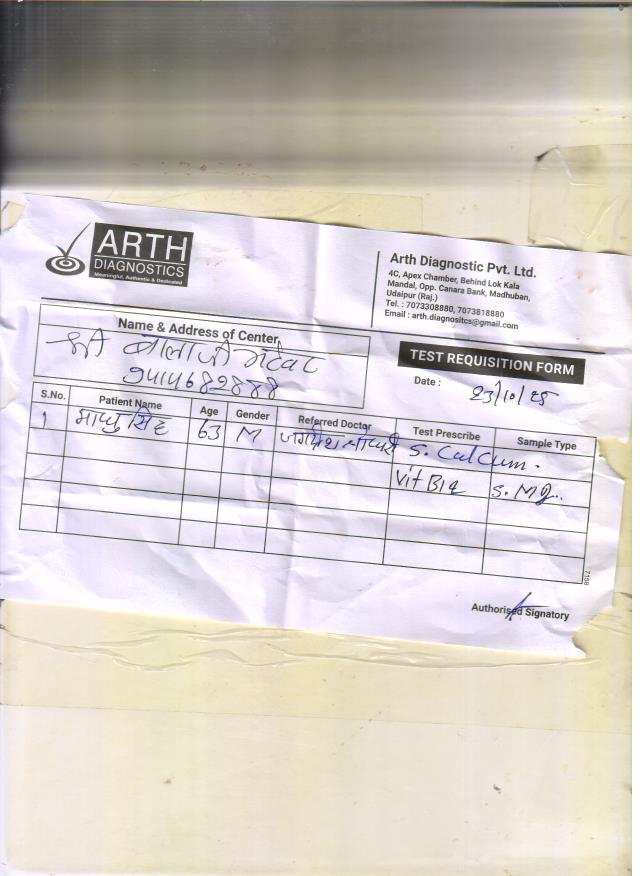 ARTH
DIAGNOSTICS
Meaningful, Authentic & Dedicated
Arth Diagnostic Pvt. Ltd.
4C, Apex Chamber, Behind Lok Kala
Mandal, Opp. Canara Bank, Madhuban,
Udaipur (Raj.)
Tel. : 7073308880, 7073818880
Email : arth.diagnositcs@gmail.com
Name & Address of Center
श्री बालाजी
9414689888
TEST REQUISITION FORM
Date : 23/10/25
S.No. Patient Name Age Gender Referred Doctor Test Prescribe Sample Type
1 सिंह 63 M S. Calcum.
Vit B12 S. Mg.
7158
Authorised Signatory